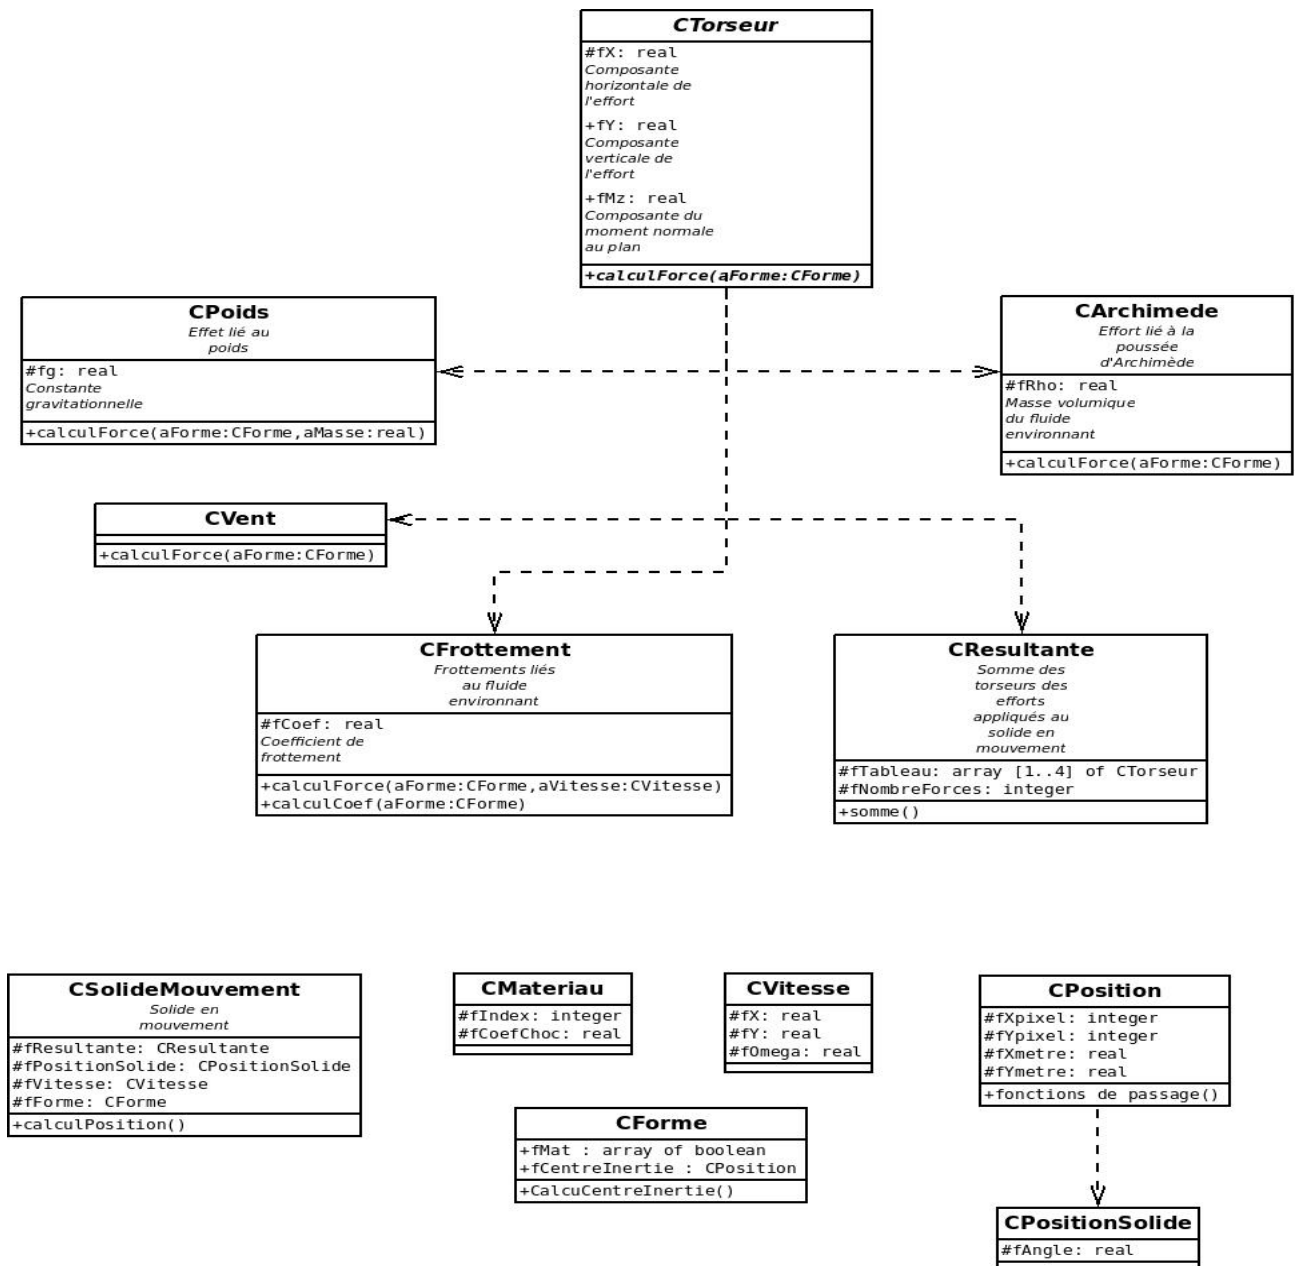 CTorseur
#fX: real
Composante
horizontale de
l'effort
+fY: real
Composante
verticale de
l'effort
+fMz: real
Composante du
moment normale
au plan
+calculForce(aForme:CForme)
CPoids
Effet lié au
poids
#fg: real
Constante
gravitationnelle
+calculForce(aForme:CForme,aMasse:real)
CArchimede
Effort lié à la
poussée
d'Archimède
#fRho: real
Masse volumique
du fluide
environnant
+calculForce(aForme:CForme)
CVent
+calculForce(aForme:CForme)
CFrottement
Frottements liés
au fluide
environnant
#fCoef: real
Coefficient de
frottement
+calculForce(aForme:CForme,aVitesse:CVitesse)
+calculCoef(aForme:CForme)
CResultante
Somme des
torseurs des
efforts
appliqués au
solide en
mouvement
#fTableau: array [1..4] of CTorseur
#fNombreForces: integer
+somme()
CSolideMouvement
Solide en
mouvement
#fResultante: CResultante
#fPositionSolide: CPositionSolide
#fVitesse: CVitesse
#fForme: CForme
+calculPosition()
CMateriau
#fIndex: integer
#fCoefChoc: real
CVitesse
#fX: real
#fY: real
#fOmega: real
CPosition
#fXpixel: integer
#fYpixel: integer
#fXmetre: real
#fYmetre: real
+fonctions de passage()
CForme
+fMat : array of boolean
+fCentreInertie : CPosition
+CalcuCentreInertie()
CPositionSolide
#fAngle: real